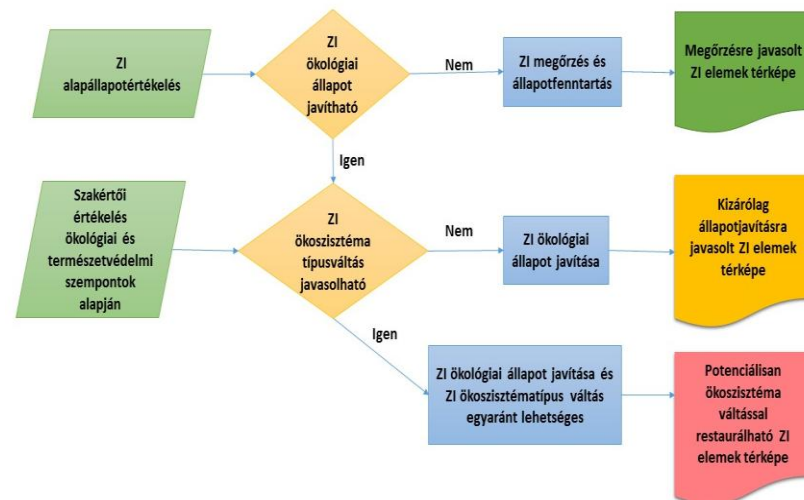 ZI
alapállapotértékelés
ZI
ökológiai
állapot
javítható
Nem
ZI megőrzés és
állapotfenntartás
Megőrzésre javasolt
ZI elemek térképe
Igen
Szakértői
értékelés
ökológiai és
természetvédelmi
szempontok
alapján
ZI
ökoszisztéma
típusváltás
javasolható
Nem
ZI ökológiai
állapot javítása
Kizárólag
állapotjavításra
javasolt ZI elemek
térképe
Igen
ZI ökológiai állapot javítása és
ZI ökoszisztématípus váltás
egyaránt lehetséges
Potenciálisan
ökoszisztéma
váltással
restaurálható ZI
elemek térképe